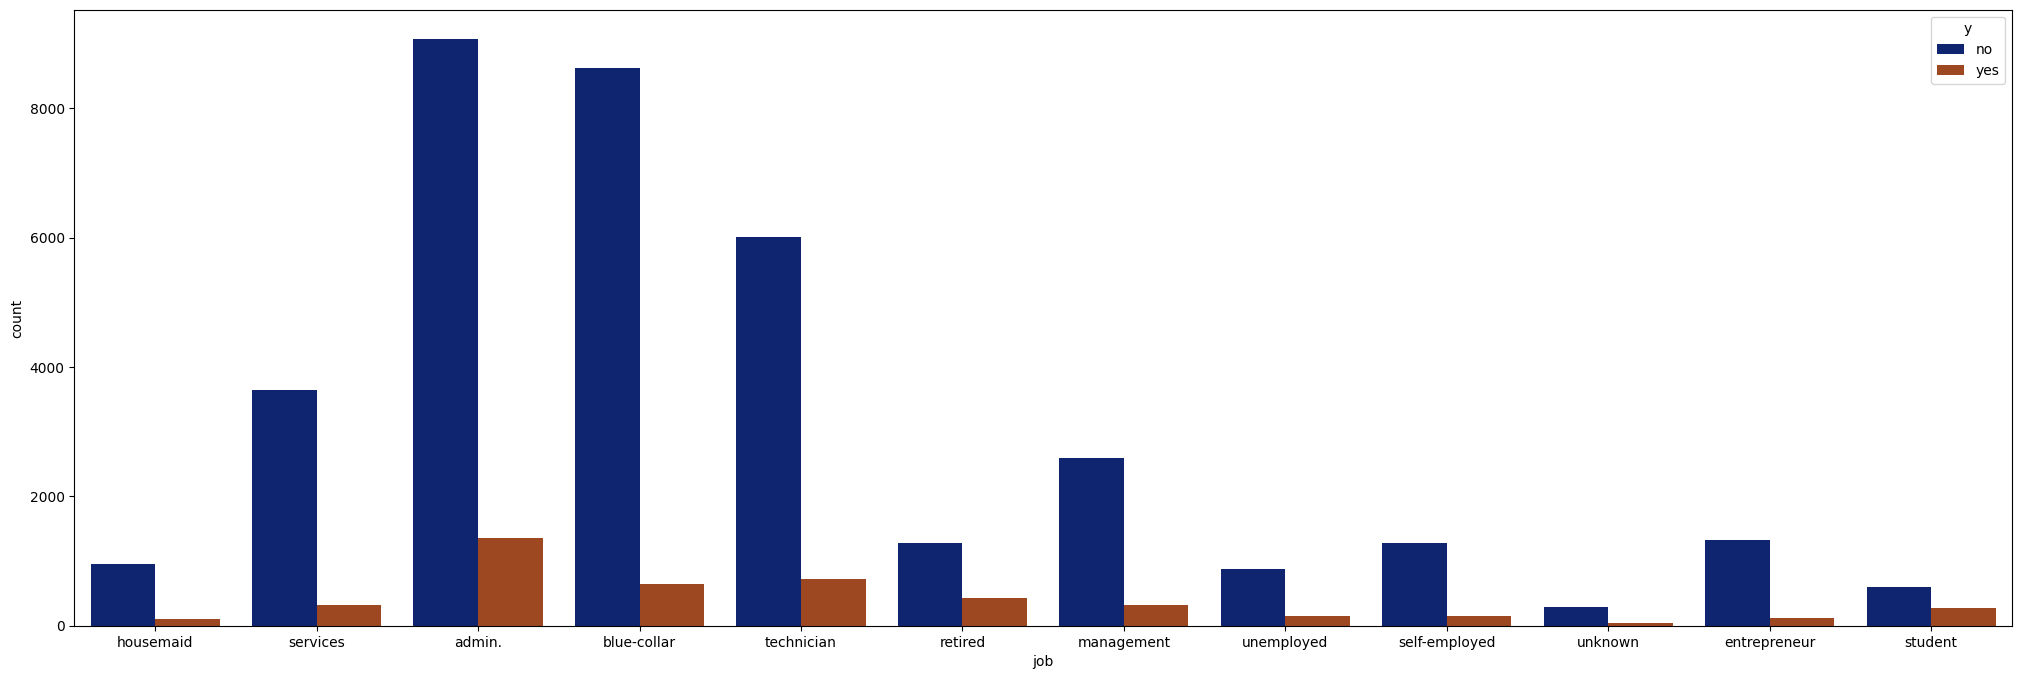 y
no
yes
8000
6000
4000
2000
0
count
housemaid services admin. blue-collar technician retired management unemployed self-employed unknown entrepreneur student
job